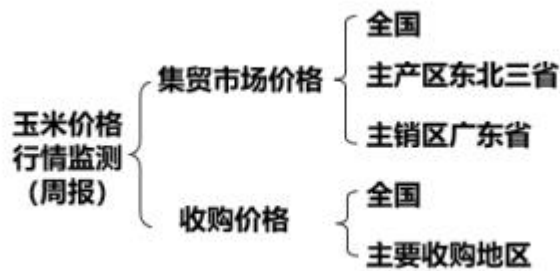 玉米价格
行情监测
（周报）
集贸市场价格
全国
主产区东北三省
主销区广东省
收购价格
全国
主要收购地区